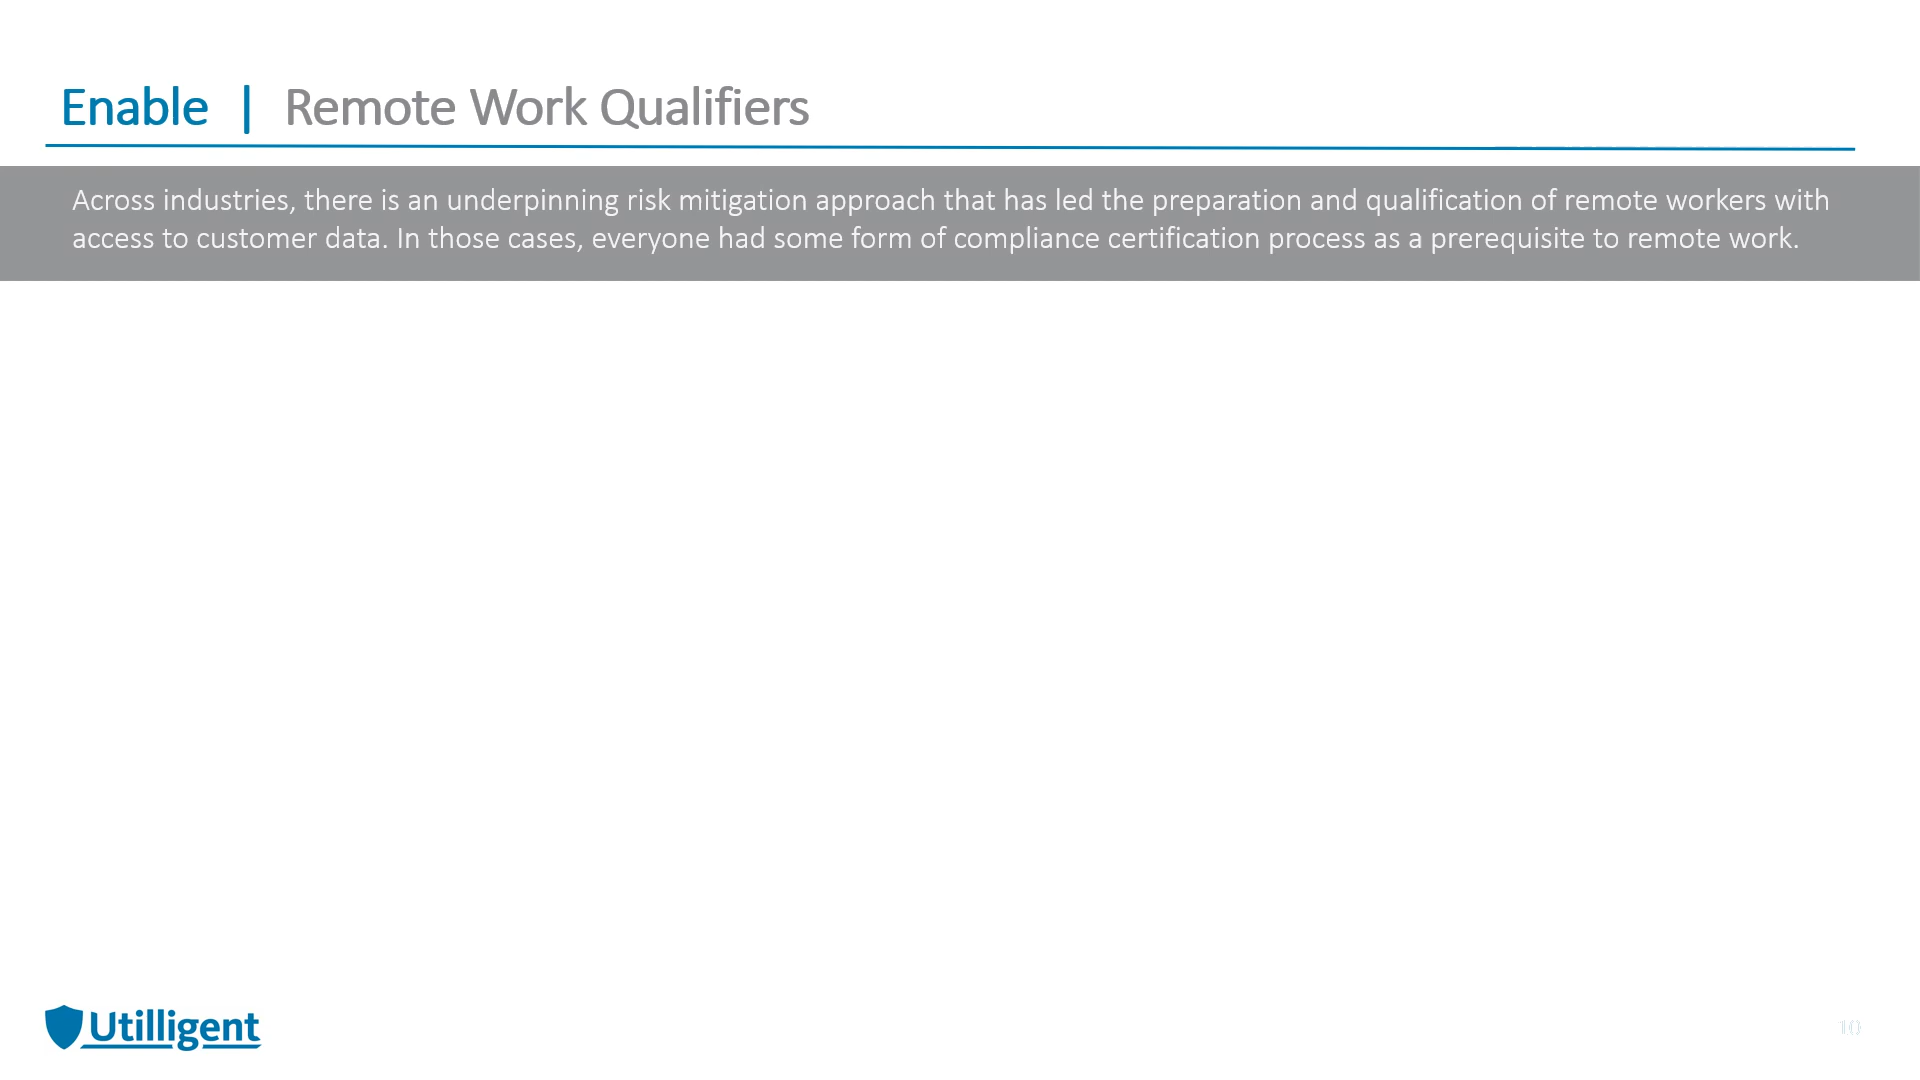 Enable | Remote Work Qualifiers
Across industries, there is an underpinning risk mitigation approach that has led the preparation and qualification of remote workers with
access to customer data. In those cases, everyone had some form of compliance certification process as a prerequisite to remote work.
Utilligent
10